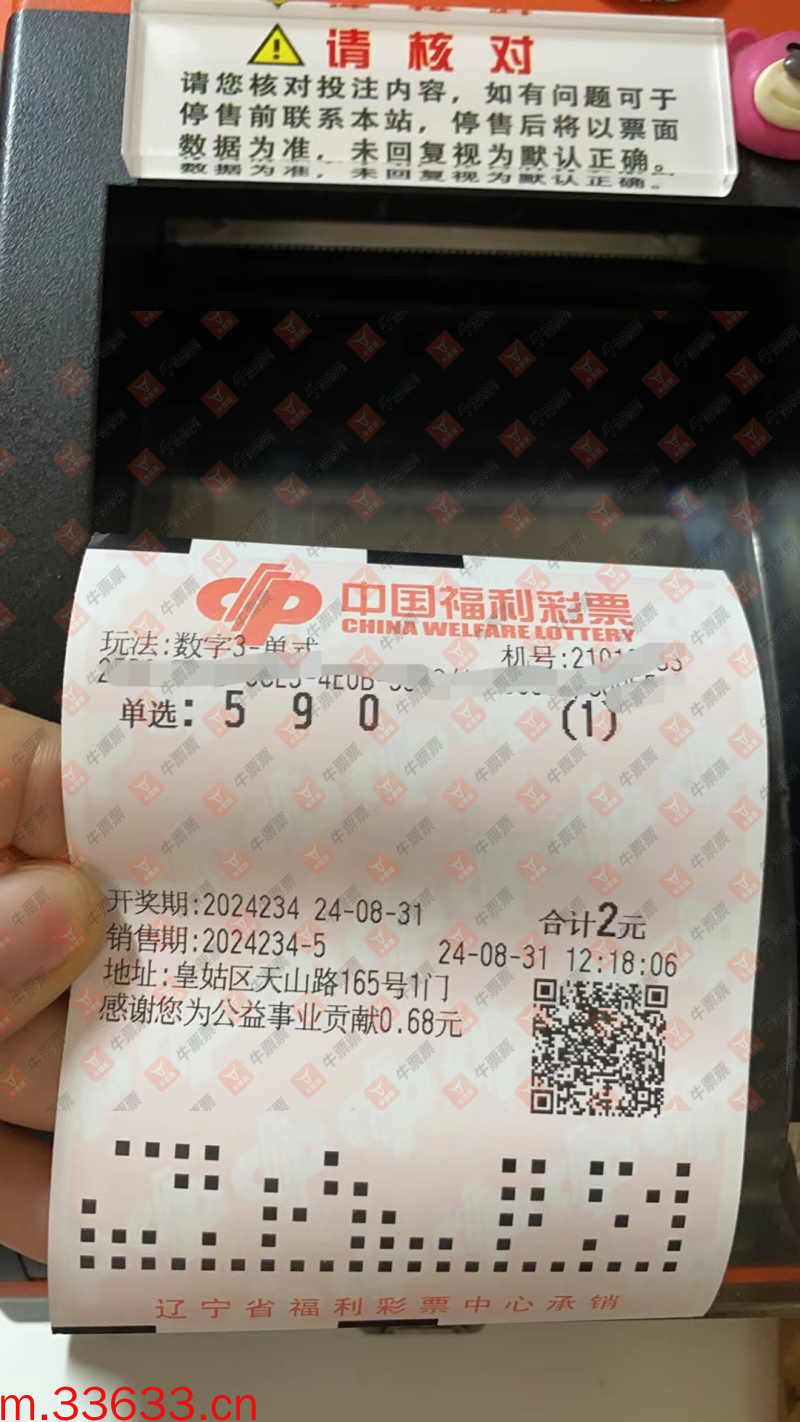 请核对
请您核对投注内容，如有问题可于
停售前联系本站，停售后将以票面
数据为准，未回复视为默认正确。
中国福利彩票
CHINA WELFARE LOTTERY
玩法:数字3-单式
机号:2101
单选: 5 9 0 (1)
开奖期:2024234 24-08-31
合计2元
销售期:2024234-5
24-08-31 12:18:06
地址:皇姑区天山路165号1门
感谢您为公益事业贡献0.68元
辽宁省福利彩票中心承销
牛票票
m.33633.cn